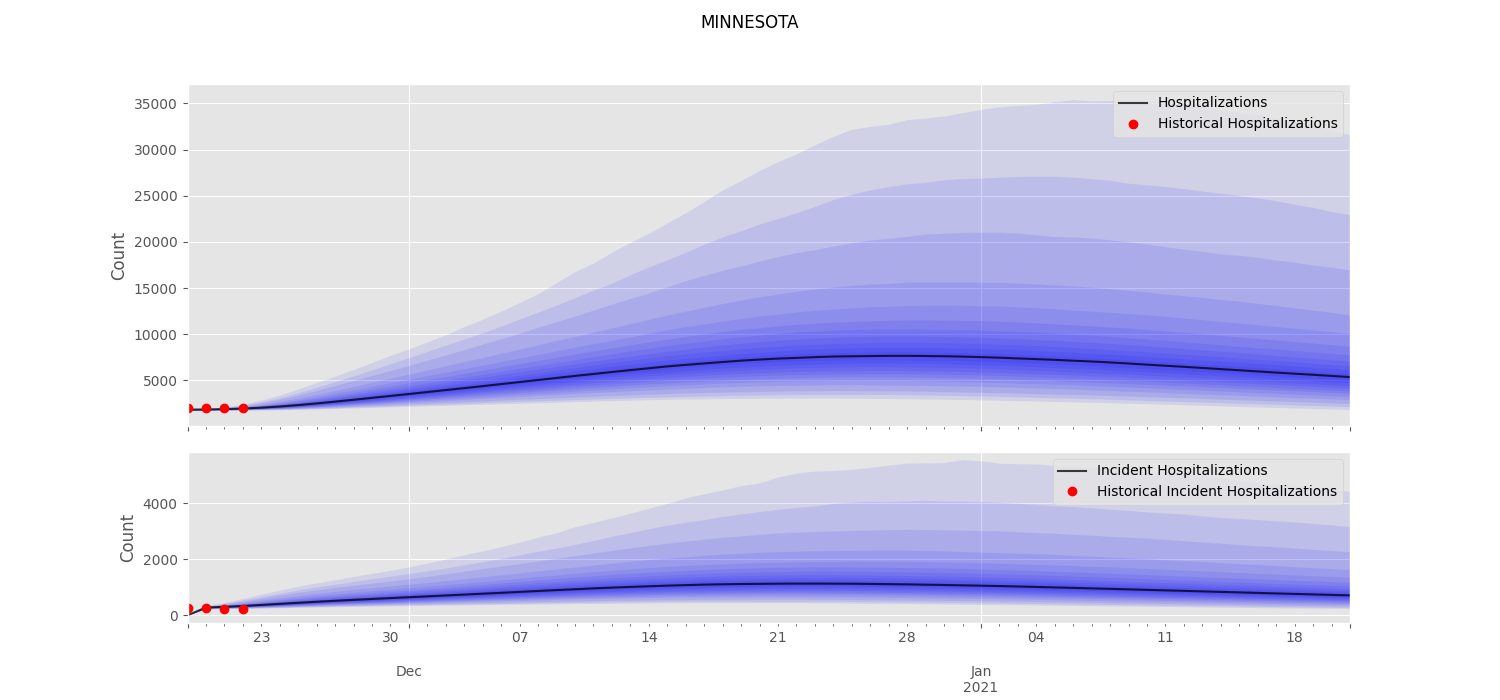 MINNESOTA
35000
30000
25000
20000
15000
10000
5000
Count
Hospitalizations
Historical Hospitalizations
4000
2000
0
Count
Incident Hospitalizations
Historical Incident Hospitalizations
23 30 07 14 21 28 04 11 18
Dec Jan
2021